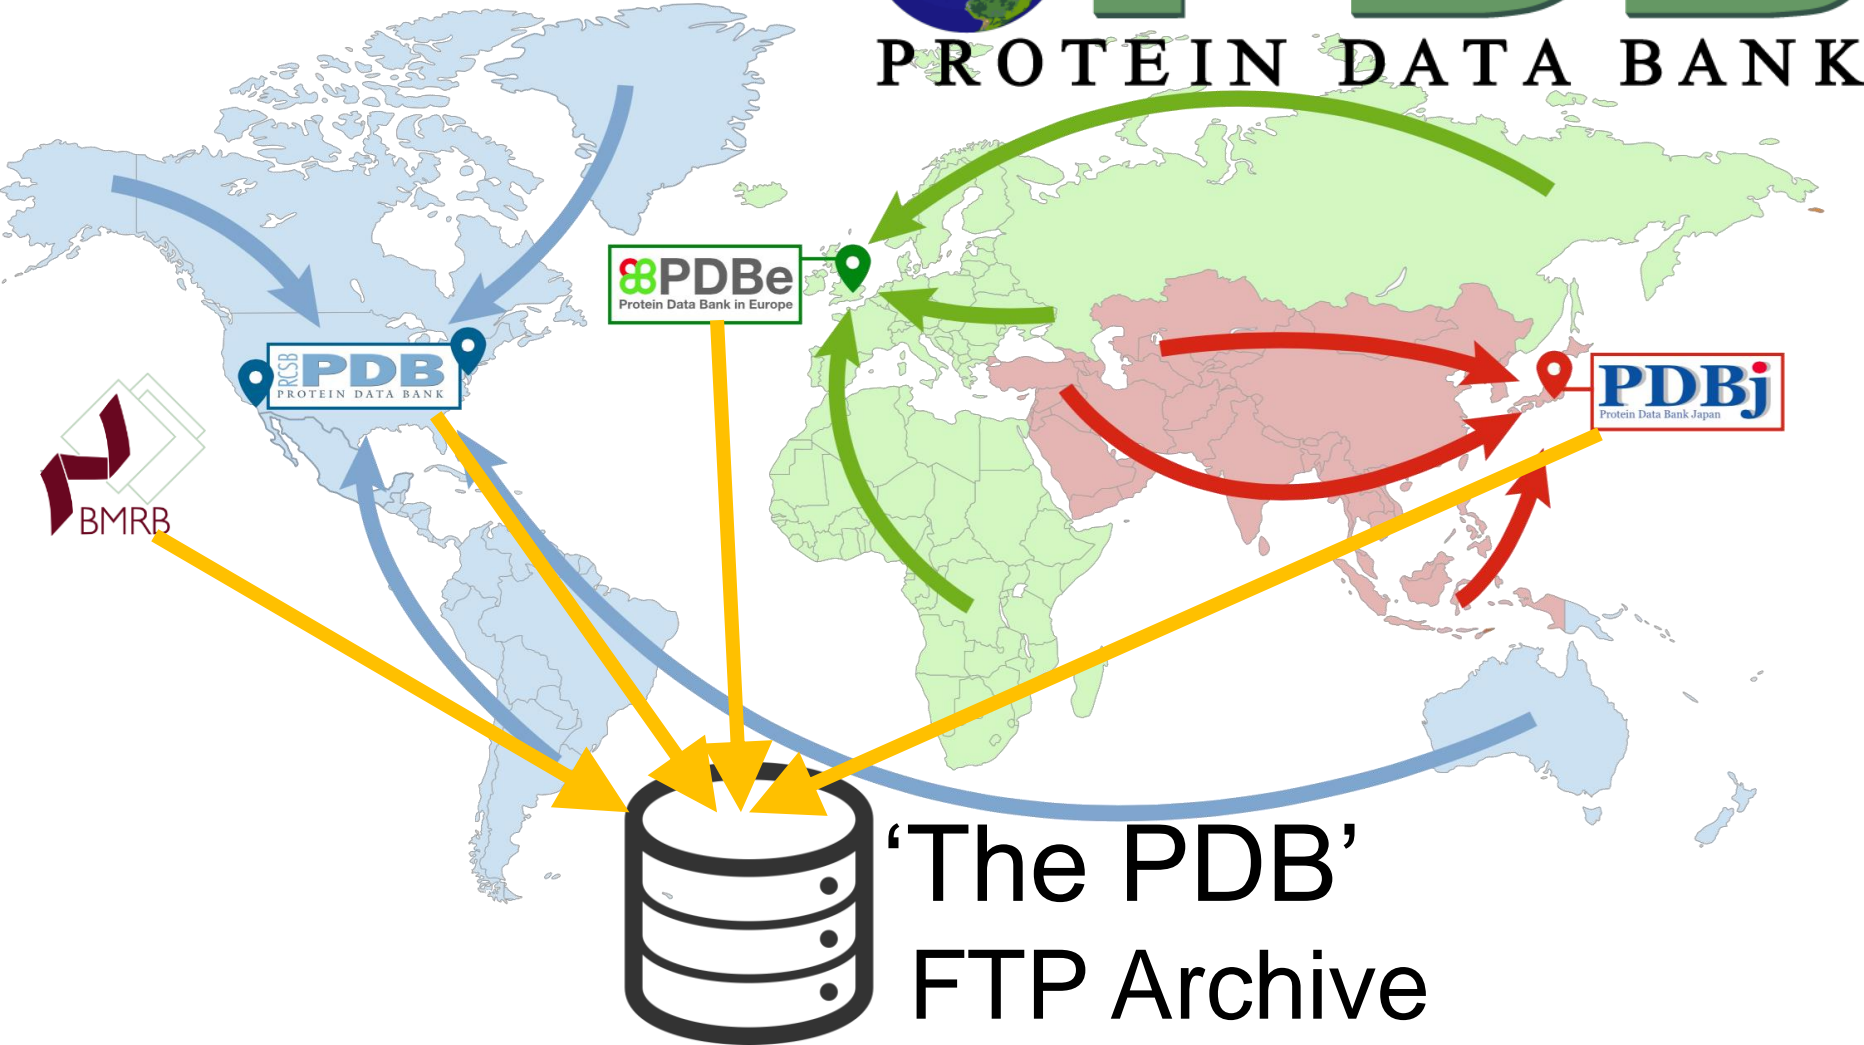 PROTEIN DATA BANK
PDBe
Protein Data Bank in Europe
RCSB
PDB
PROTEIN DATA BANK
PDBj
Protein Data Bank Japan
BMRB
‘The PDB’
FTP Archive